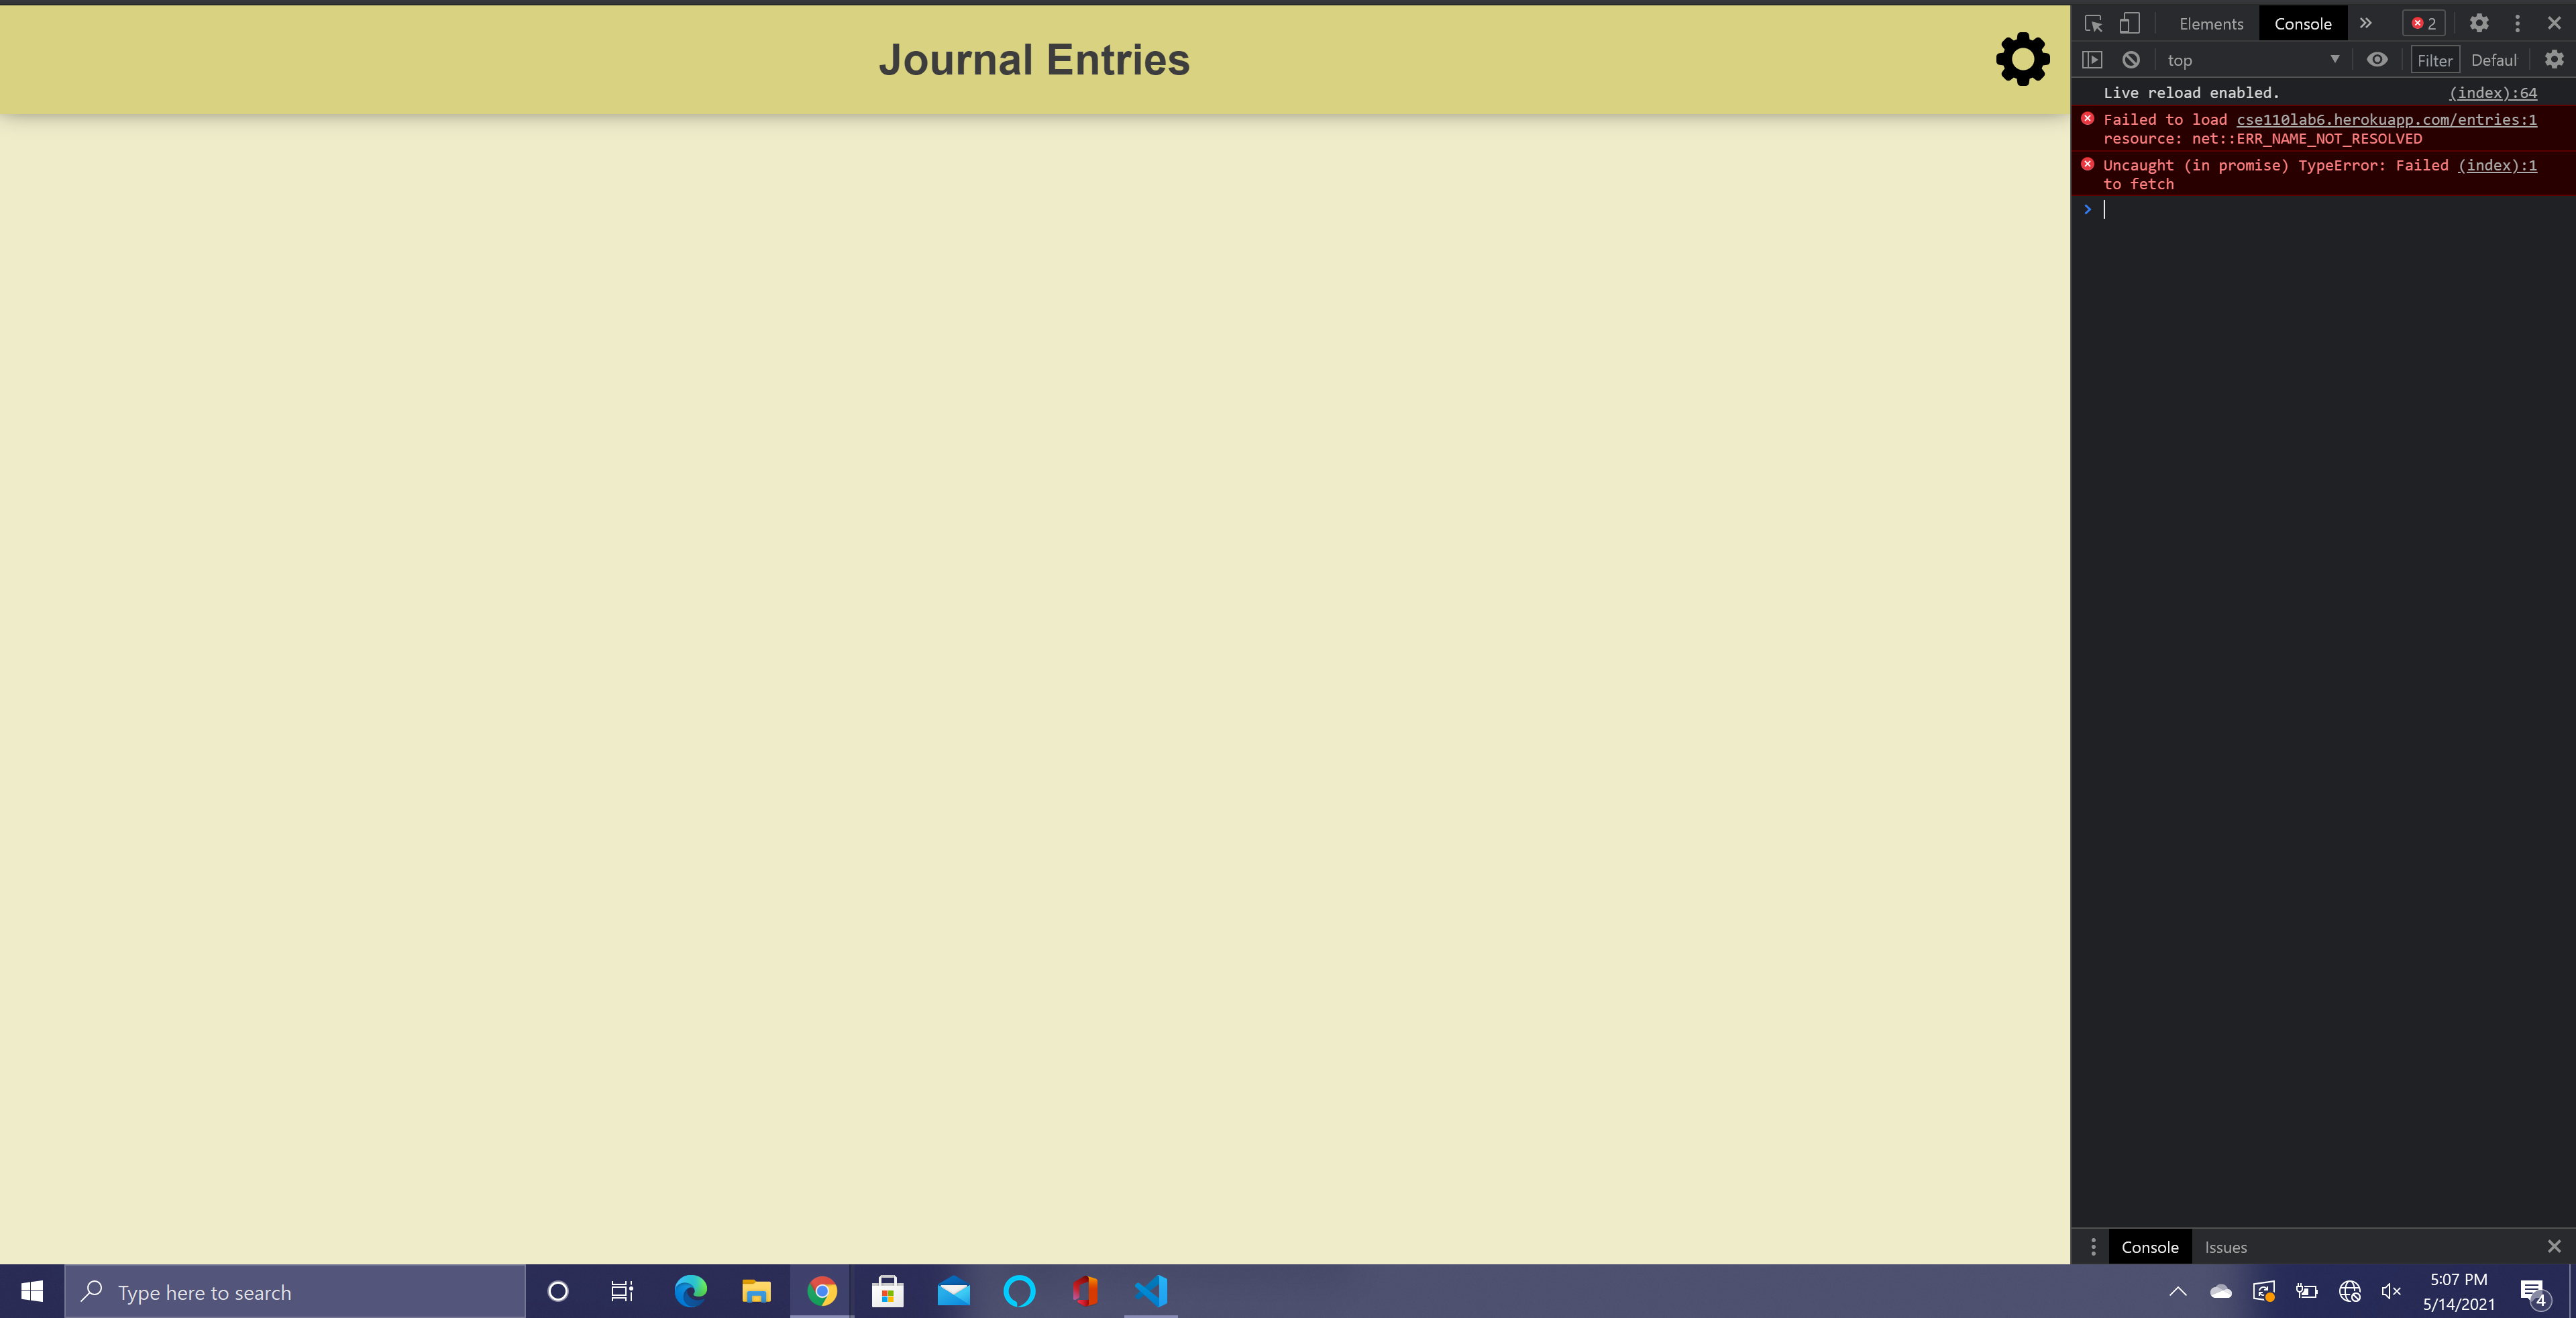 Journal Entries
Elements
Console
2
top
Filter
Defaul
Live reload enabled.
(index):64
Failed to load cse110lab6.herokuapp.com/entries:1
resource: net::ERR_NAME_NOT_RESOLVED
Uncaught (in promise) TypeError: Failed (index):1
to fetch
Console
Issues
Type here to search
5:07 PM
5/14/2021
4